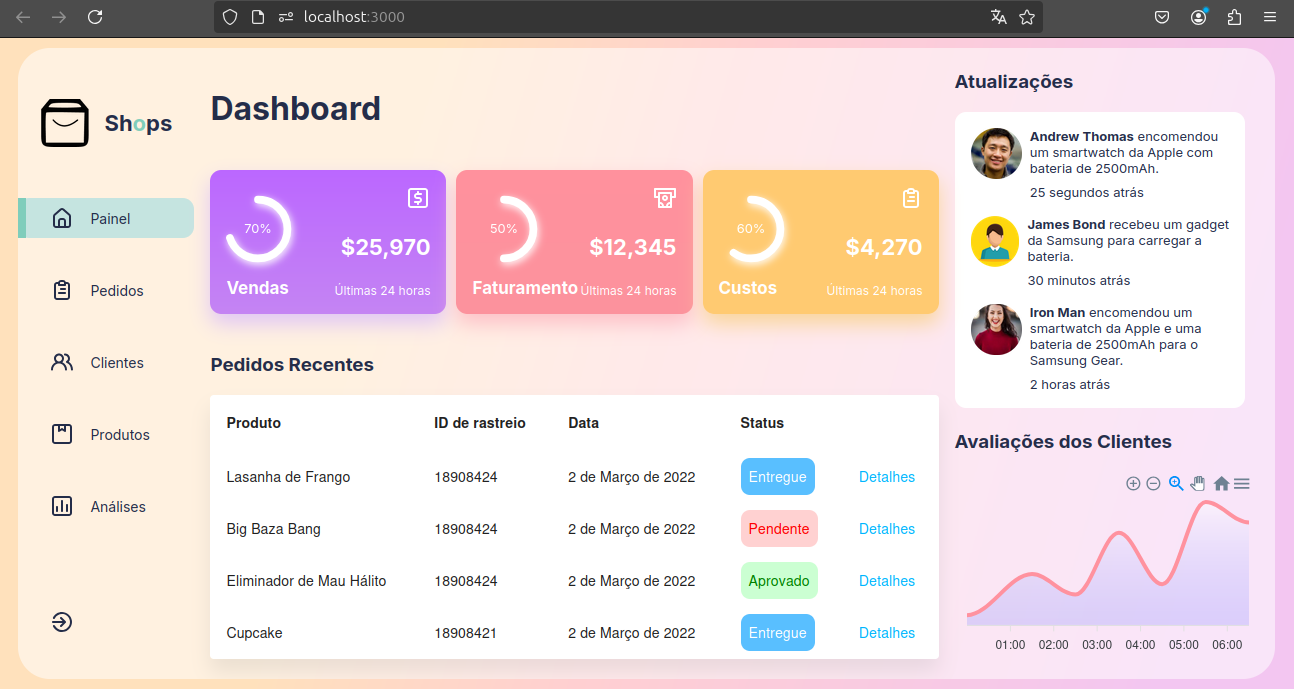 localhost:3000
Shops
Painel
Pedidos
Clientes
Produtos
Análises
Dashboard
70%
$25,970
Vendas
Últimas 24 horas
50%
$12,345
Faturamento
Últimas 24 horas
60%
$4,270
Custos
Últimas 24 horas
Pedidos Recentes
Produto ID de rastreio Data Status
Lasanha de Frango 18908424 2 de Março de 2022 Entregue Detalhes
Big Baza Bang 18908424 2 de Março de 2022 Pendente Detalhes
Eliminador de Mau Hálito 18908424 2 de Março de 2022 Aprovado Detalhes
Cupcake 18908421 2 de Março de 2022 Entregue Detalhes
Atualizações
Andrew Thomas encomendou
um smartwatch da Apple com
bateria de 2500mAh.
25 segundos atrás
James Bond recebeu um gadget
da Samsung para carregar a
bateria.
30 minutos atrás
Iron Man encomendou um
smartwatch da Apple e uma
bateria de 2500mAh para o
Samsung Gear.
2 horas atrás
Avaliações dos Clientes
01:00 02:00 03:00 04:00 05:00 06:00